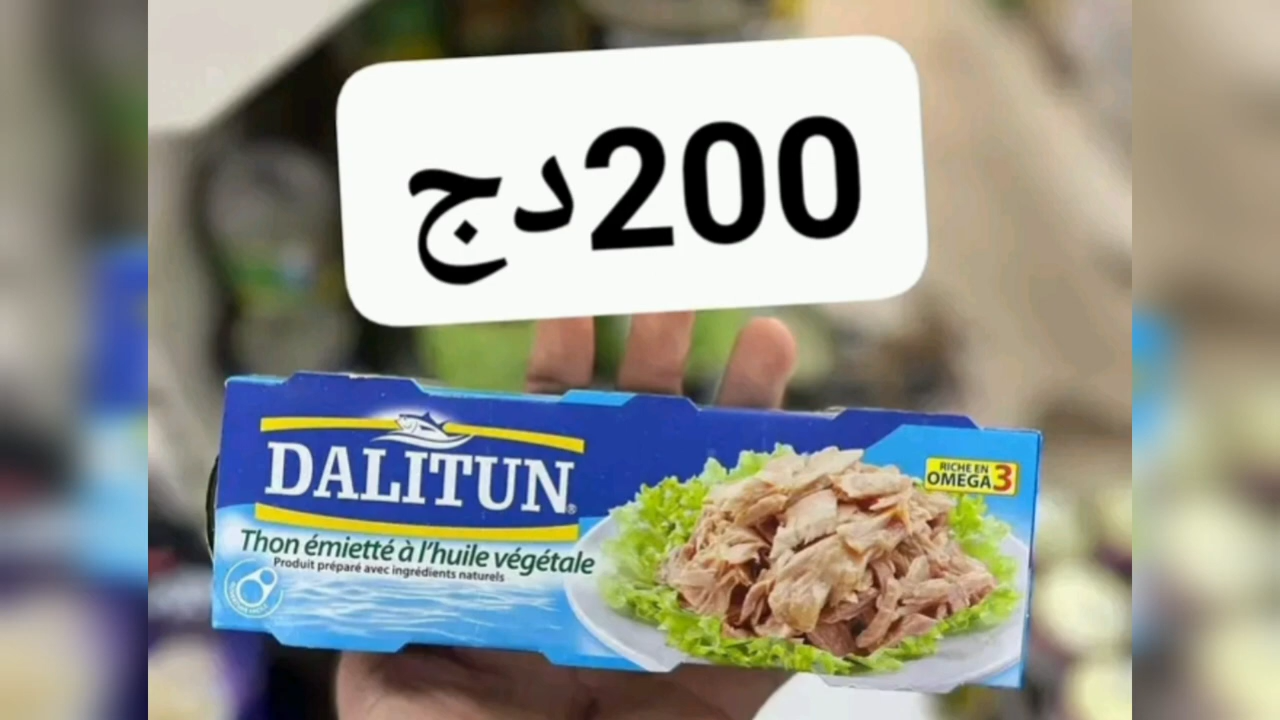 200دج
DALITUN®
Thon émietté à l'huile végétale
Produit préparé avec ingrédients naturels
RICHE EN
OMEGA 3